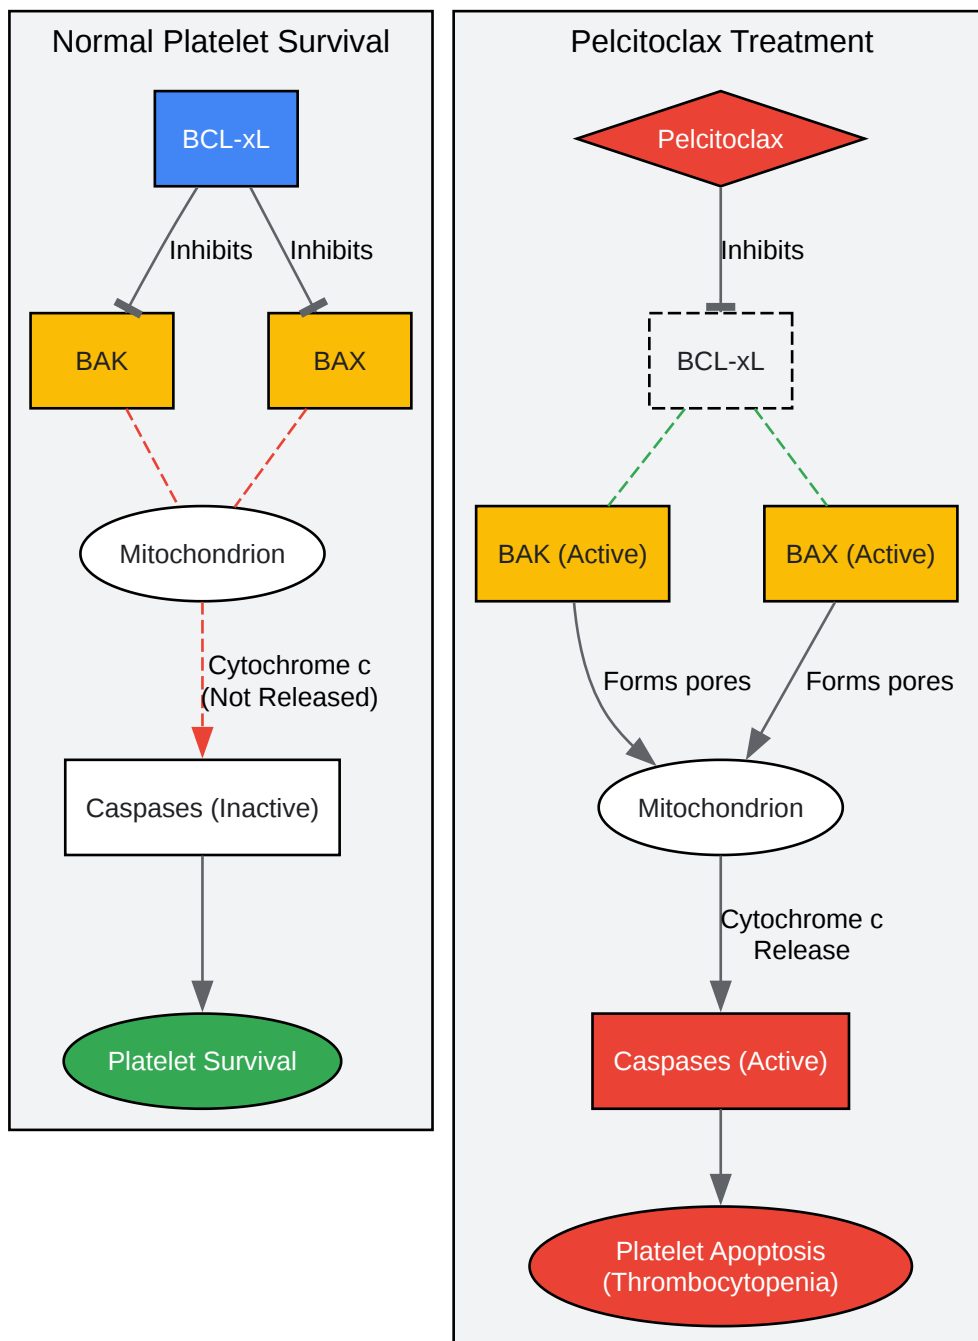 Normal Platelet Survival
BCL-xL
Inhibits
Inhibits
BAK
BAX
Mitochondrion
Cytochrome c
(Not Released)
Caspases (Inactive)
Platelet Survival
Pelcitoclax Treatment
Pelcitoclax
Inhibits
BCL-xL
BAK (Active)
BAX (Active)
Forms pores
Forms pores
Mitochondrion
Cytochrome c
Release
Caspases (Active)
Platelet Apoptosis
(Thrombocytopenia)